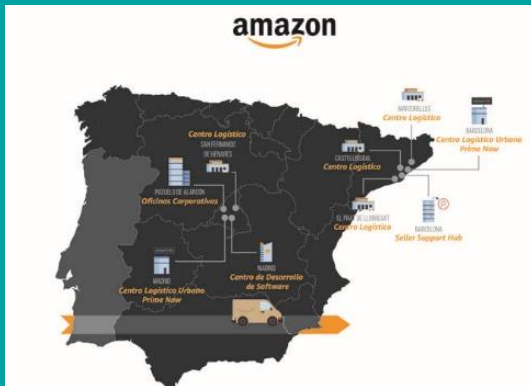 amazon
MARTORELLES
Centro Logístico
BARCELONA
Centro Logístico Urbano
Prime Now
Centro Logístico
SAN FERNANDO
DE HENARES
CASTELLBISBAL
Centro Logístico
POZUELO DE ALARCÓN
Oficinas Corporativas
EL PRAT DE LLOBREGAT
Centro Logístico
BARCELONA
Seller Support Hub
MADRID
Centro Logístico Urbano
Prime Now
MADRID
Centro de Desarrollo
de Software